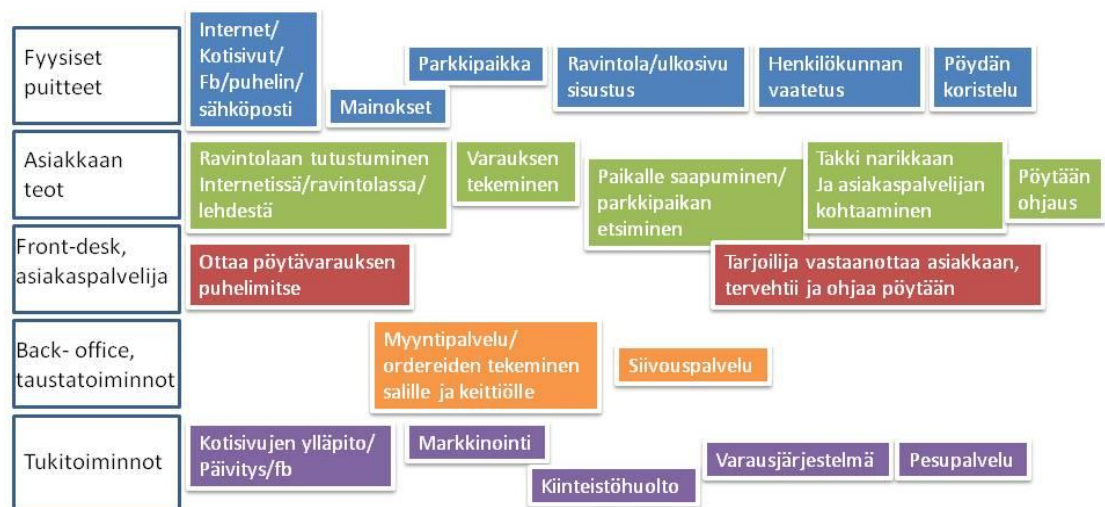 Fyysiset
puitteet
Internet/
Kotisivut/
Fb/puhelin/
sähköposti
Mainokset
Parkkipaikka
Ravintola/ulkosivu
sisustus
Henkilökunnan
vaatetus
Pöydän
koristelu
Asiakkaan
teot
Ravintolaan tutustuminen
Internetissä/ravintolassa/
lehdestä
Varauksen
tekeminen
Paikalle saapuminen/
parkkipaikan
etsiminen
Takki narikkaan
Ja asiakaspalvelijan
kohtaaminen
Pöytään
ohjaus
Front-desk,
asiakaspalvelija
Ottaa pöytävarauksen
puhelimitse
Tarjoilija vastaanottaa asiakkaan,
tervehtii ja ohjaa pöytään
Back- office,
taustatoiminnot
Myyntipalvelu/
ordereiden tekeminen
salille ja keittiölle
Siivouspalvelu
Tukitoiminnot
Kotisivujen ylläpito/
Päivitys/fb
Markkinointi
Kiinteistöhuolto
Varausjärjestelmä
Pesupalvelu